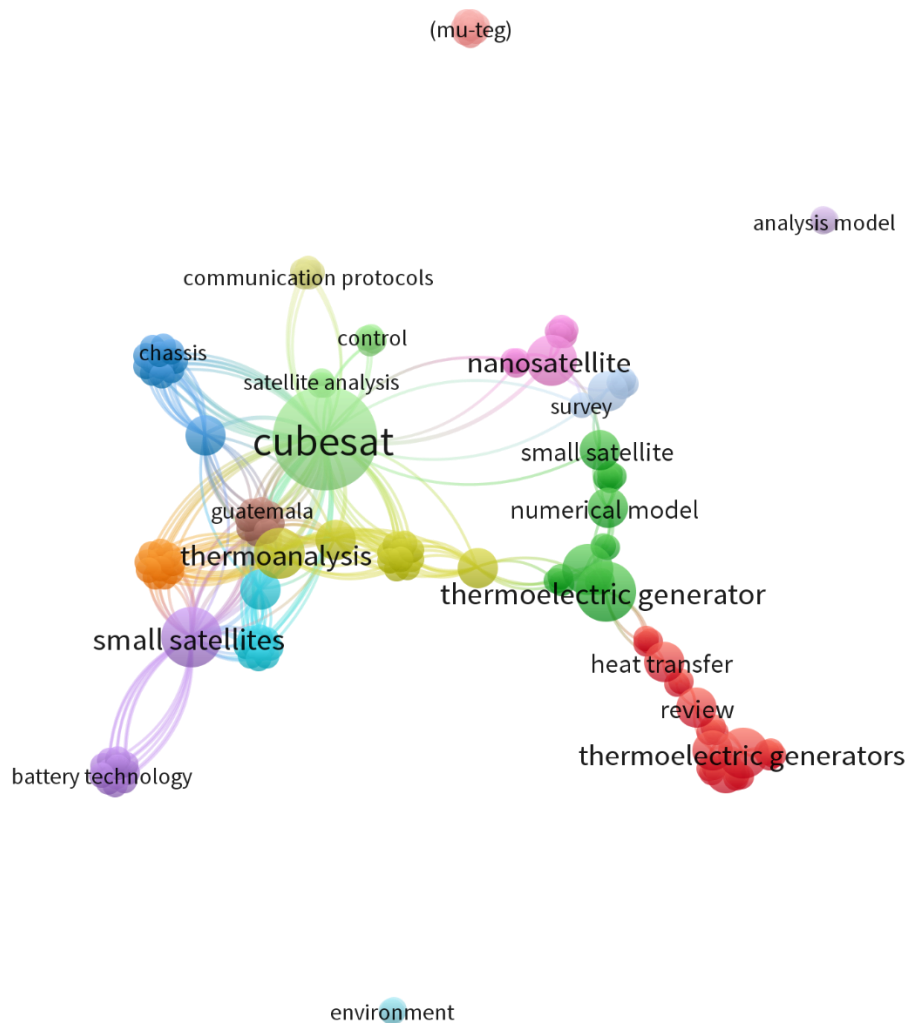 (mu-teg)
analysis model
communication protocols
control
chassis
nanosatellite
satellite analysis
survey
cubesat
small satellite
guatemala
numerical model
thermoanalysis
thermoelectric generator
small satellites
heat transfer
review
thermoelectric generators
battery technology
environment